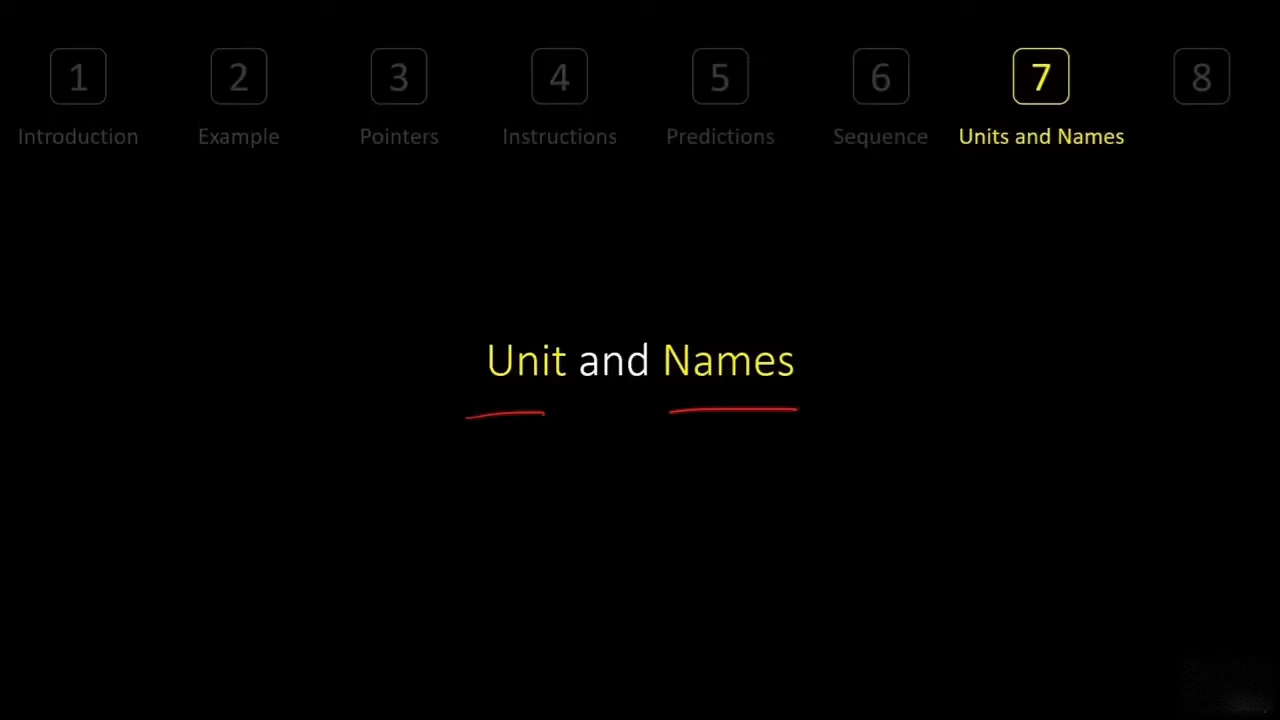 1 2 3 4 5 6 7 8
Introduction Example Pointers Instructions Predictions Sequence Units and Names
Unit and Names